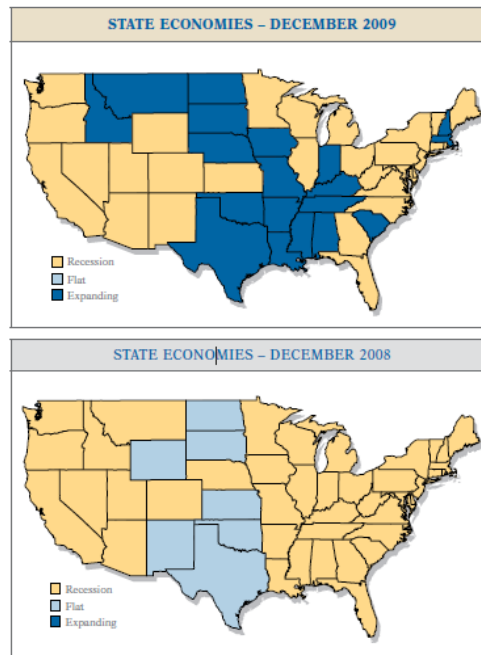 STATE ECONOMIES – DECEMBER 2009
Recession
Flat
Expanding
STATE ECONOMIES – DECEMBER 2008
Recession
Flat
Expanding